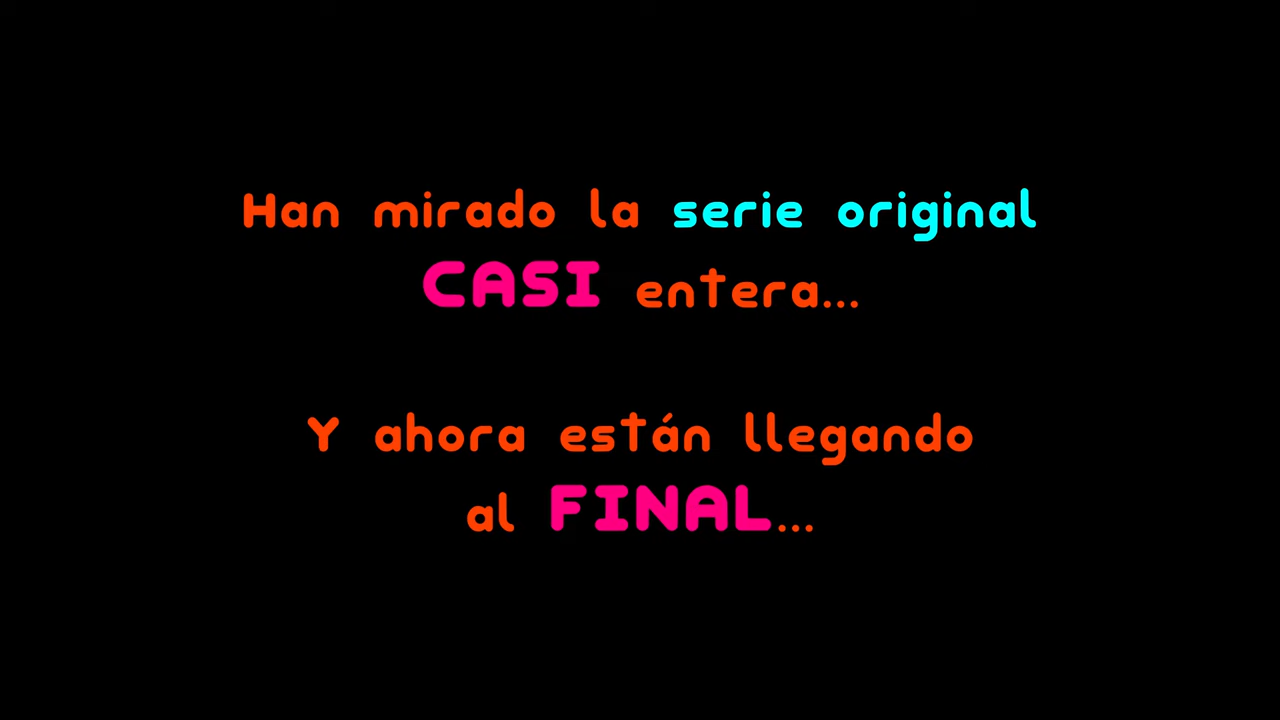 Han mirado la serie original
CASI entera...
Y ahora están llegando
al FINAL...